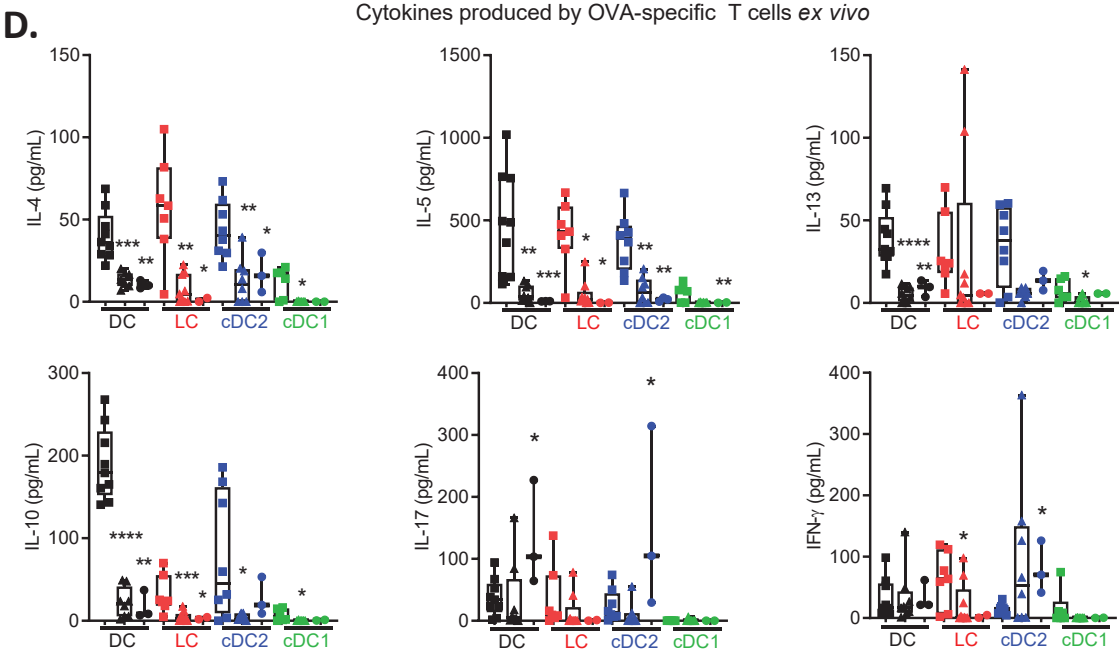 Cytokines produced by OVA-specific T cells ex vivo
D.
IL-4 (pg/mL)
150
100
50
0
***
**
**
*
**
*
*
DC
LC
cDC2
cDC1
IL-5 (pg/mL)
1500
1000
500
0
**
***
*
*
**
**
**
DC
LC
cDC2
cDC1
IL-13 (pg/mL)
150
100
50
0
****
**
*
DC
LC
cDC2
cDC1
IL-10 (pg/mL)
300
200
100
0
****
**
***
*
*
*
DC
LC
cDC2
cDC1
IL-17 (pg/mL)
400
300
200
100
0
*
*
DC
LC
cDC2
cDC1
IFN-γ (pg/mL)
400
300
200
100
0
*
*
DC
LC
cDC2
cDC1